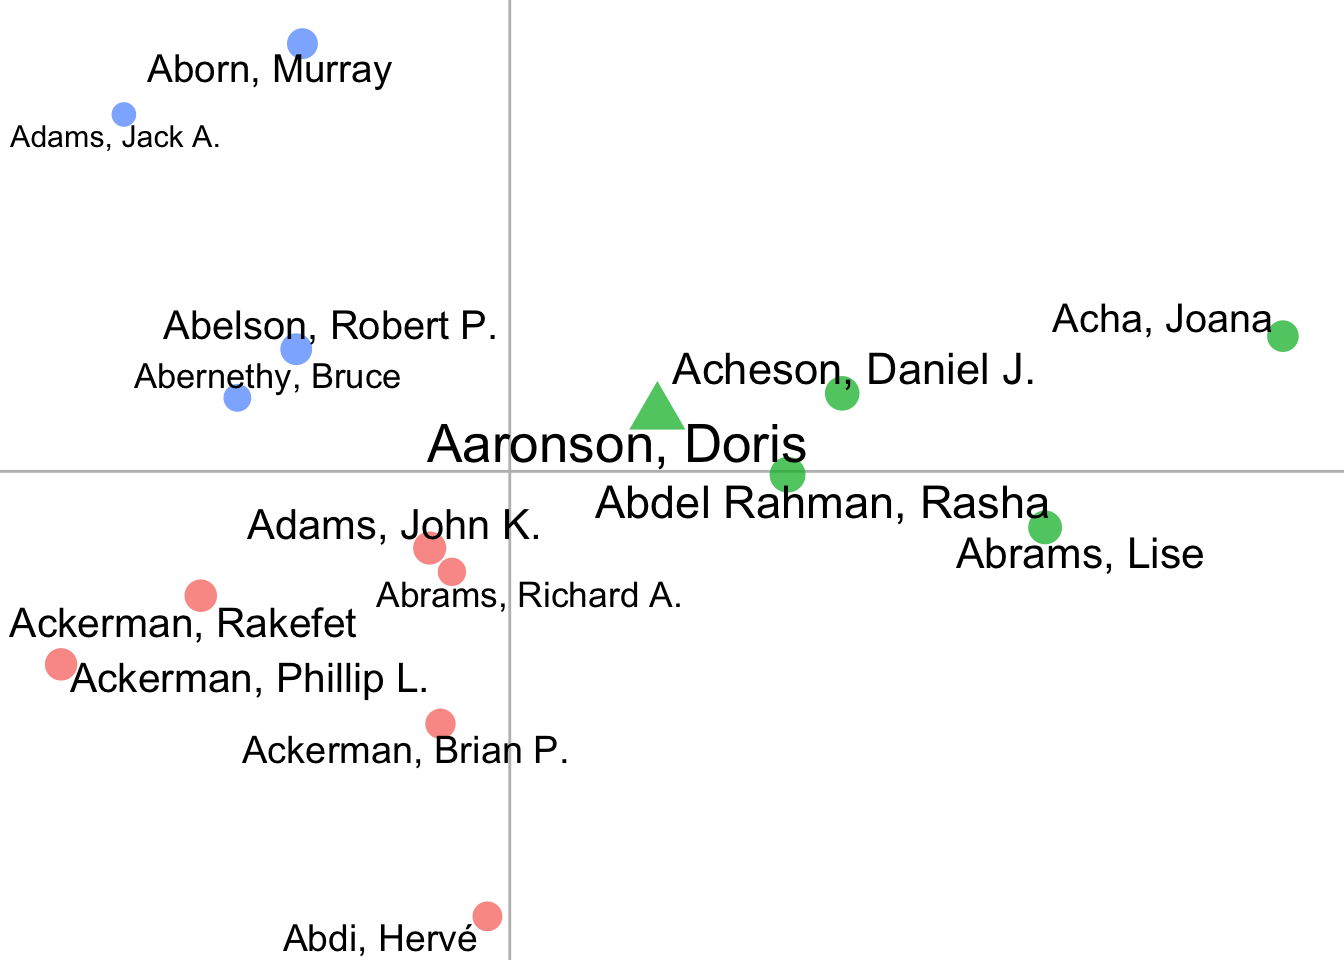 Aborn, Murray
Adams, Jack A.
Abelson, Robert P.
Acha, Joana
Abernethy, Bruce
Acheson, Daniel J.
Aaronson, Doris
Abdel Rahman, Rasha
Adams, John K.
Abrams, Lise
Abrams, Richard A.
Ackerman, Rakefet
Ackerman, Phillip L.
Ackerman, Brian P.
Abdi, Hervé